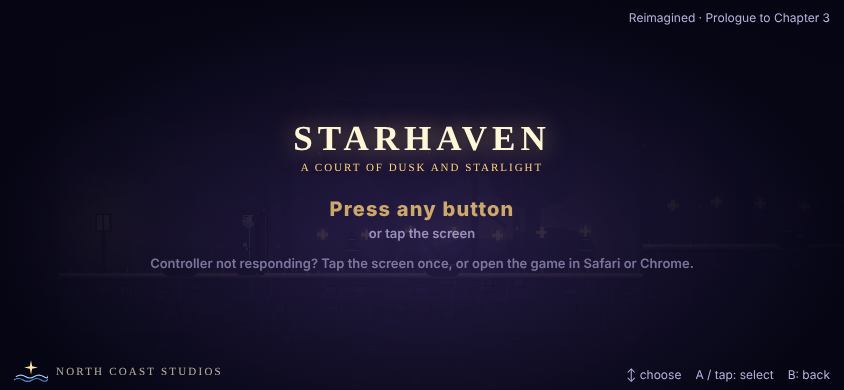 Reimagined · Prologue to Chapter 3
STARHAVEN
A COURT OF DUSK AND STARLIGHT
Press any button
or tap the screen
Controller not responding? Tap the screen once, or open the game in Safari or Chrome.
NORTH COAST STUDIOS
↕ choose A / tap: select B: back